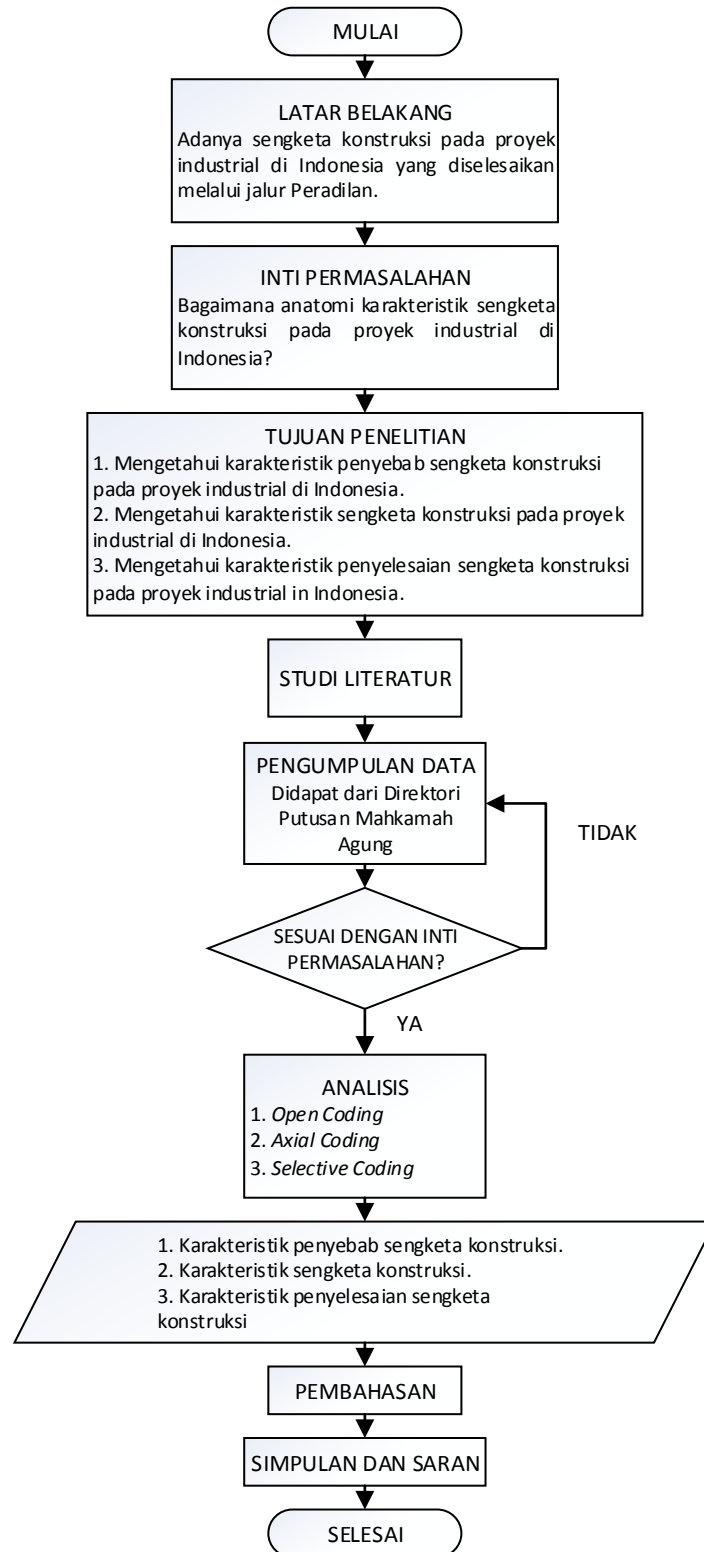 MULAI
LATAR BELAKANG
Adanya sengketa konstruksi pada proyek
industrial di Indonesia yang diselesaikan
melalui jalur Peradilan.
INTI PERMASALAHAN
Bagaimana anatomi karakteristik sengketa
konstruksi pada proyek industrial di
Indonesia?
TUJUAN PENELITIAN
1. Mengetahui karakteristik penyebab sengketa konstruksi
pada proyek industrial di Indonesia.
2. Mengetahui karakteristik sengketa konstruksi pada proyek
industrial di Indonesia.
3. Mengetahui karakteristik penyelesaian sengketa konstruksi
pada proyek industrial in Indonesia.
STUDI LITERATUR
PENGUMPULAN DATA
Didapat dari Direktori
Putusan Mahkamah
Agung
TIDAK
SESUAI DENGAN INTI
PERMASALAHAN?
YA
ANALISIS
1. Open Coding
2. Axial Coding
3. Selective Coding
1. Karakteristik penyebab sengketa konstruksi.
2. Karakteristik sengketa konstruksi.
3. Karakteristik penyelesaian sengketa
konstruksi
PEMBAHASAN
SIMPULAN DAN SARAN
SELESAI